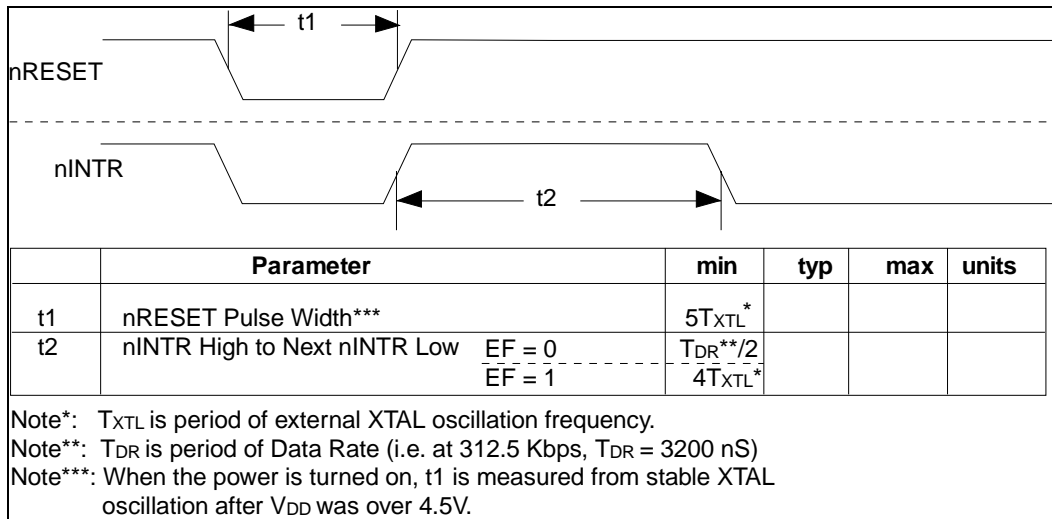 t1
nRESET
nINTR
t2
Parameter min typ max units
t1 nRESET Pulse Width*** 5TXTL*
t2 nINTR High to Next nINTR Low EF = 0 TDR**/2
EF = 1 4TXTL*
Note*: TXTL is period of external XTAL oscillation frequency.
Note**: TDR is period of Data Rate (i.e. at 312.5 Kbps, TDR = 3200 nS)
Note***: When the power is turned on, t1 is measured from stable XTAL
oscillation after VDD was over 4.5V.